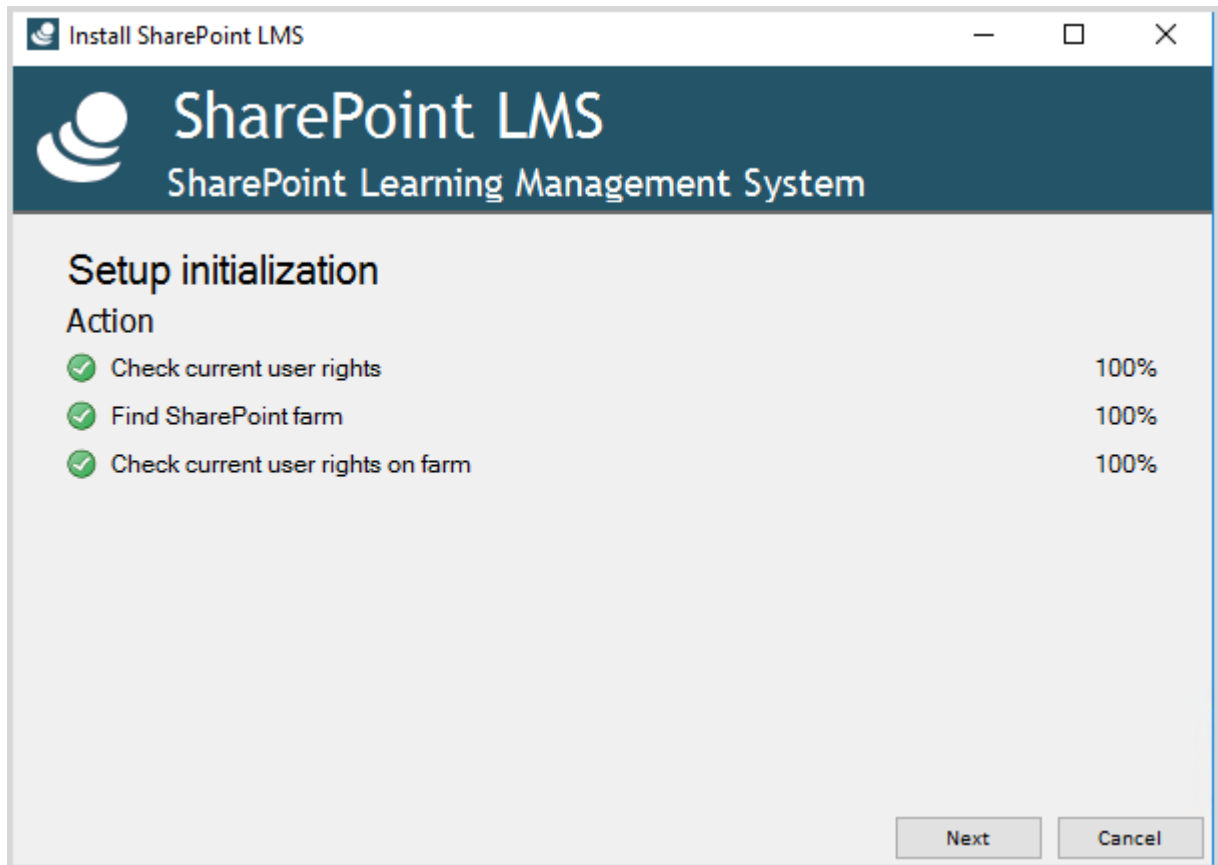 Install SharePoint LMS
SharePoint LMS
SharePoint Learning Management System
Setup initialization
Action
Check current user rights 100%
Find SharePoint farm 100%
Check current user rights on farm 100%
Next Cancel